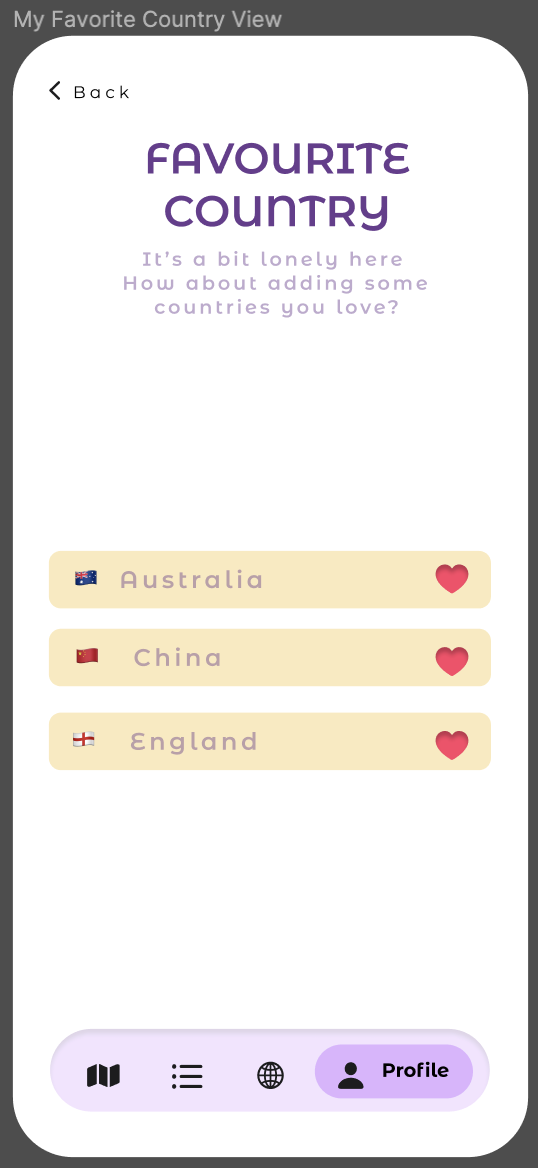 My Favorite Country View
Back
FAVOURITE
COUNTRY
It's a bit lonely here
How about adding some
countries you love?
Australia
China
England
Profile